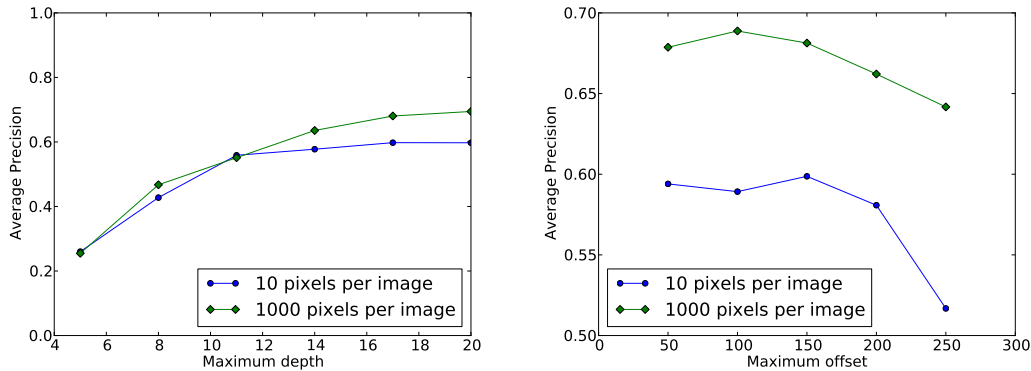 1.0
0.8
0.6
0.4
0.2
0.0
Average Precision
4 6 8 10 12 14 16 18 20
Maximum depth
10 pixels per image
1000 pixels per image
0.70
0.65
0.60
0.55
0.50
Average Precision
0 50 100 150 200 250 300
Maximum offset
10 pixels per image
1000 pixels per image